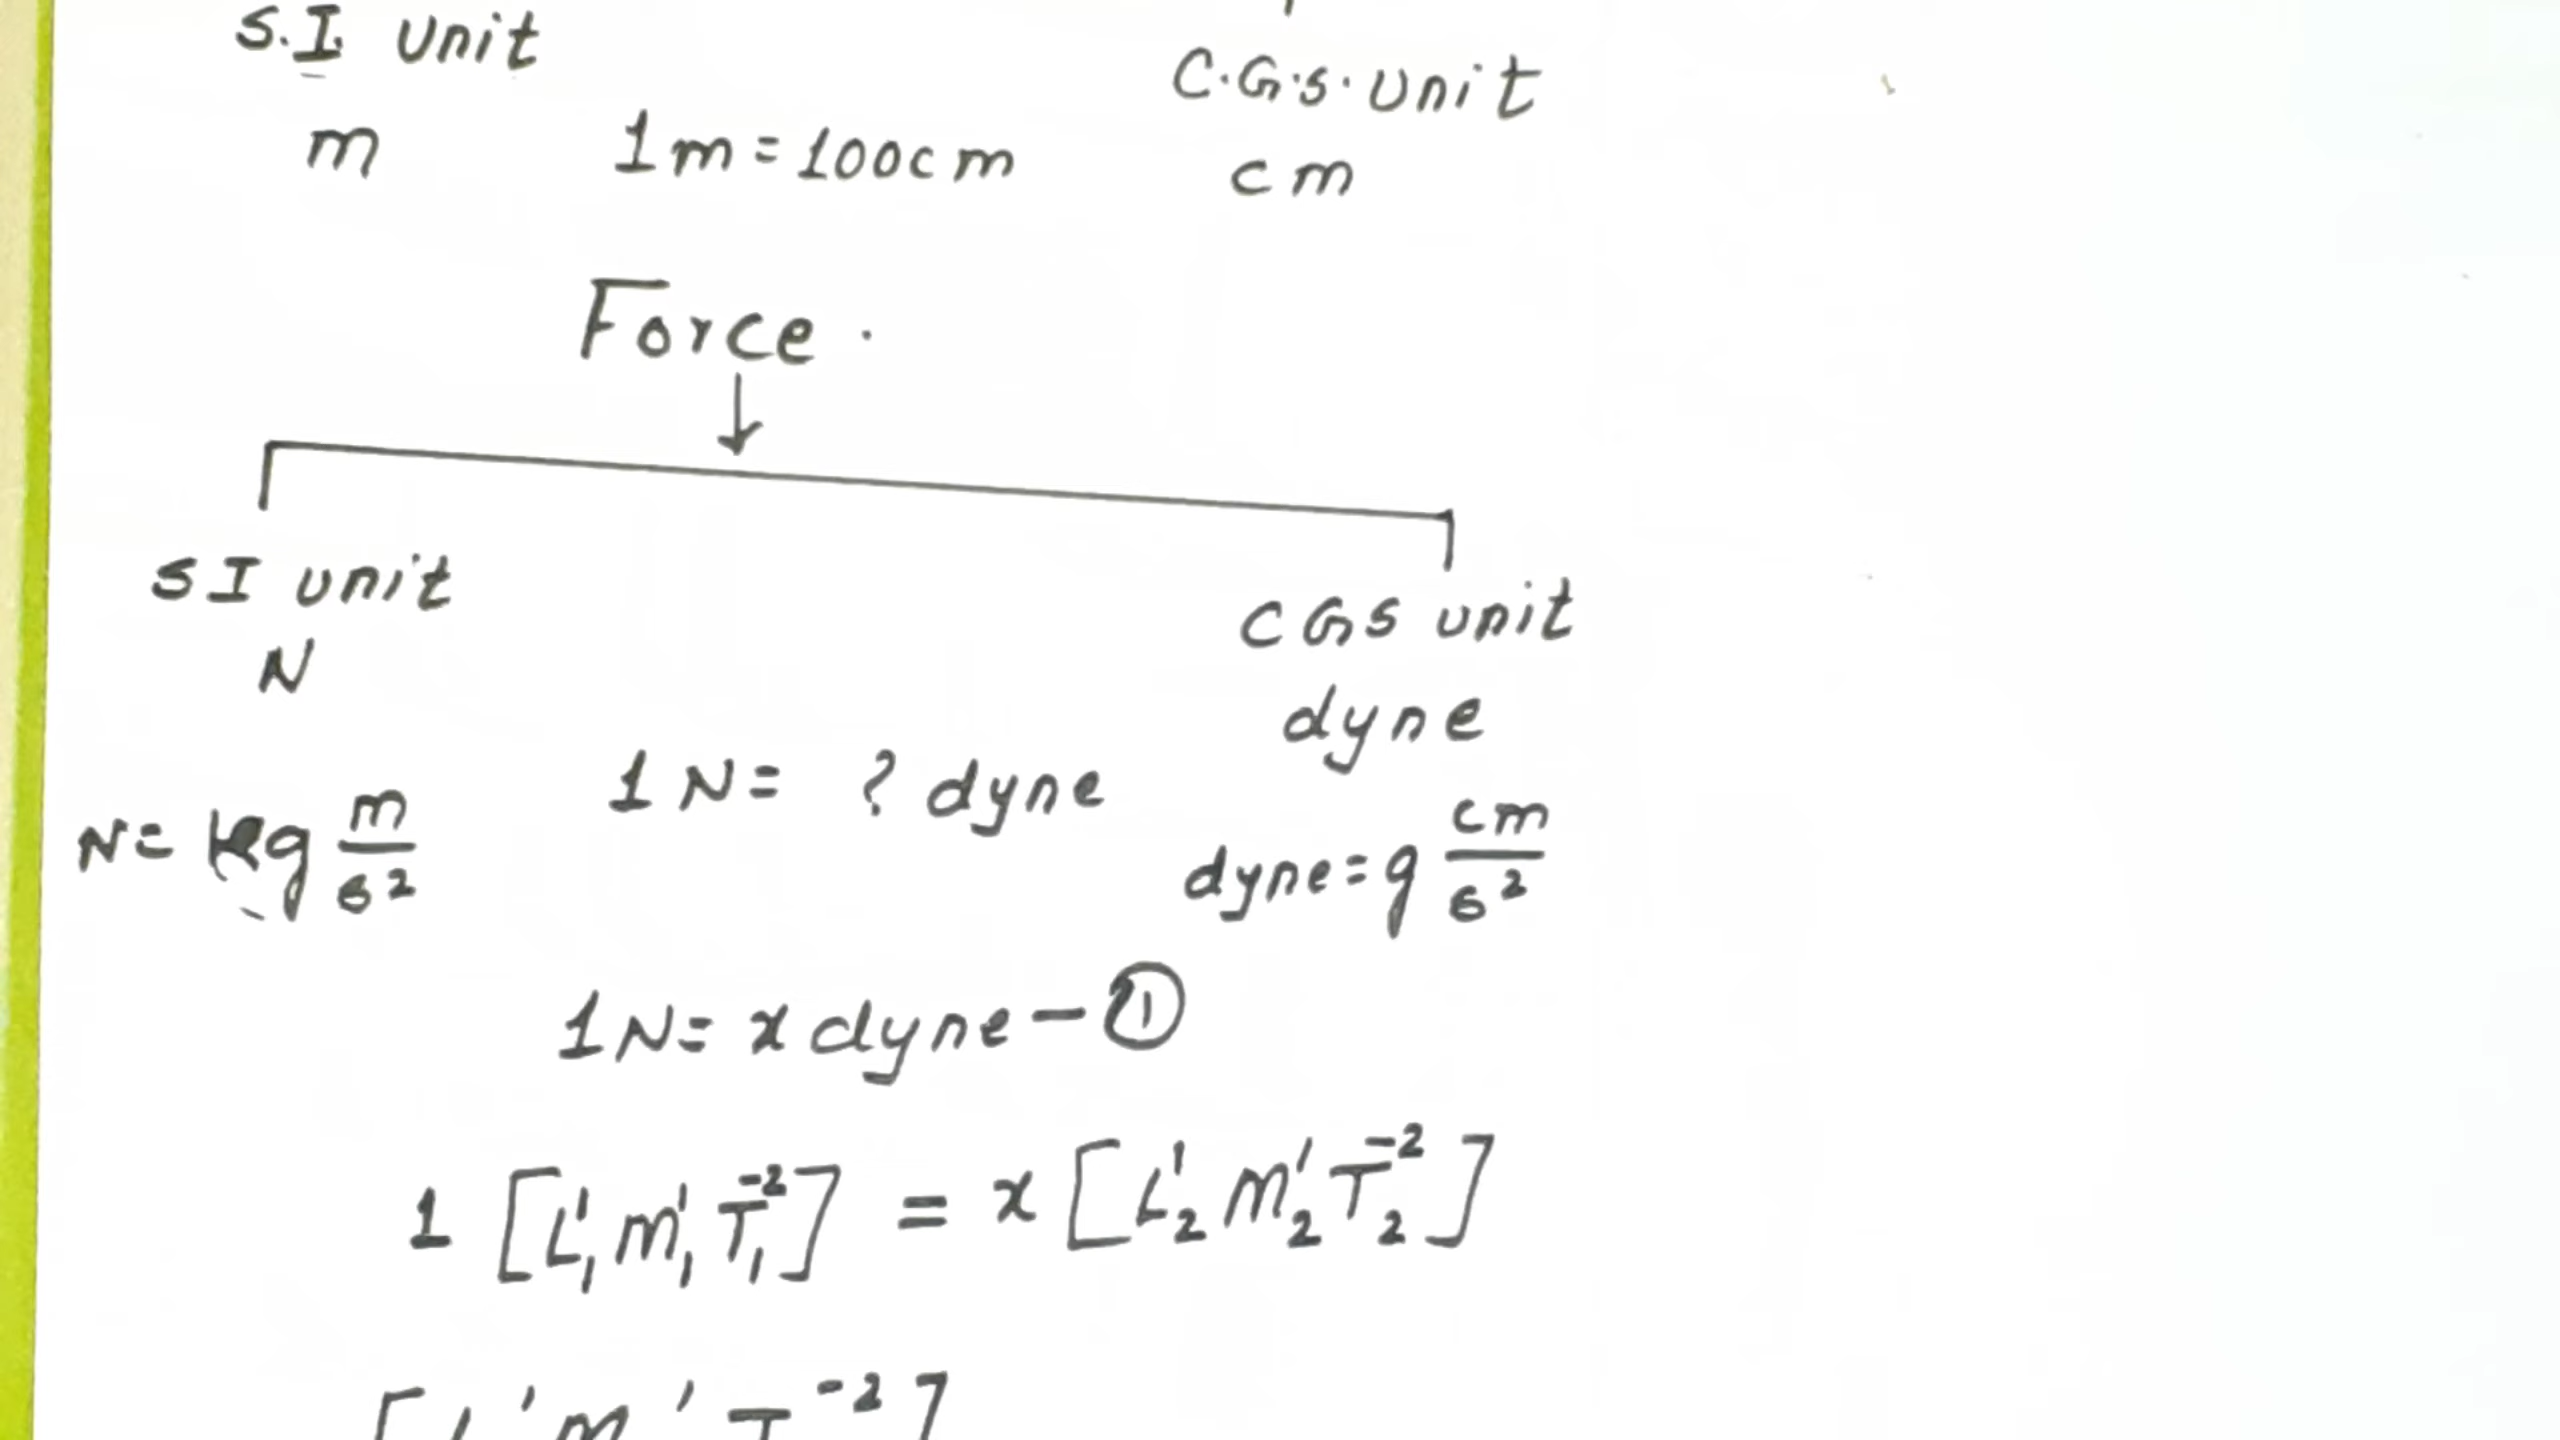 S.I. Unit
C.G.S. Unit
m 1m = 100cm cm
Force .
↓
SI unit
CGS unit
N
dyne
1N = ? dyne
N = kg m/s²
dyne = g cm/s²
1N = x dyne - ①
1 [L₁¹ M₁¹ T₁⁻²] = x [L₂¹ M₂¹ T₂⁻²]